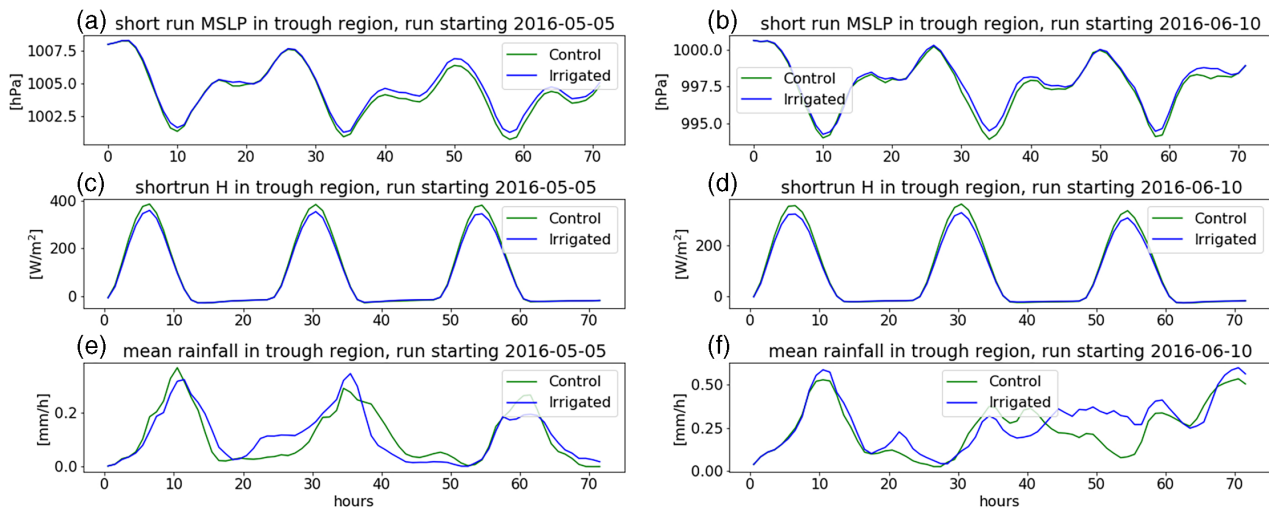 (a) short run MSLP in trough region, run starting 2016-05-05
[hPa]
1007.5
1005.0
1002.5
Control
Irrigated
0 10 20 30 40 50 60 70
(b) short run MSLP in trough region, run starting 2016-06-10
[hPa]
1000.0
997.5
995.0
Control
Irrigated
0 10 20 30 40 50 60 70
(c) shortrun H in trough region, run starting 2016-05-05
[W/m²]
400
200
0
Control
Irrigated
0 10 20 30 40 50 60 70
(d) shortrun H in trough region, run starting 2016-06-10
[W/m²]
200
0
Control
Irrigated
0 10 20 30 40 50 60 70
(e) mean rainfall in trough region, run starting 2016-05-05
[mm/h]
0.2
0.0
Control
Irrigated
0 10 20 30 40 50 60 70
hours
(f) mean rainfall in trough region, run starting 2016-06-10
[mm/h]
0.50
0.25
0.00
Control
Irrigated
0 10 20 30 40 50 60 70
hours